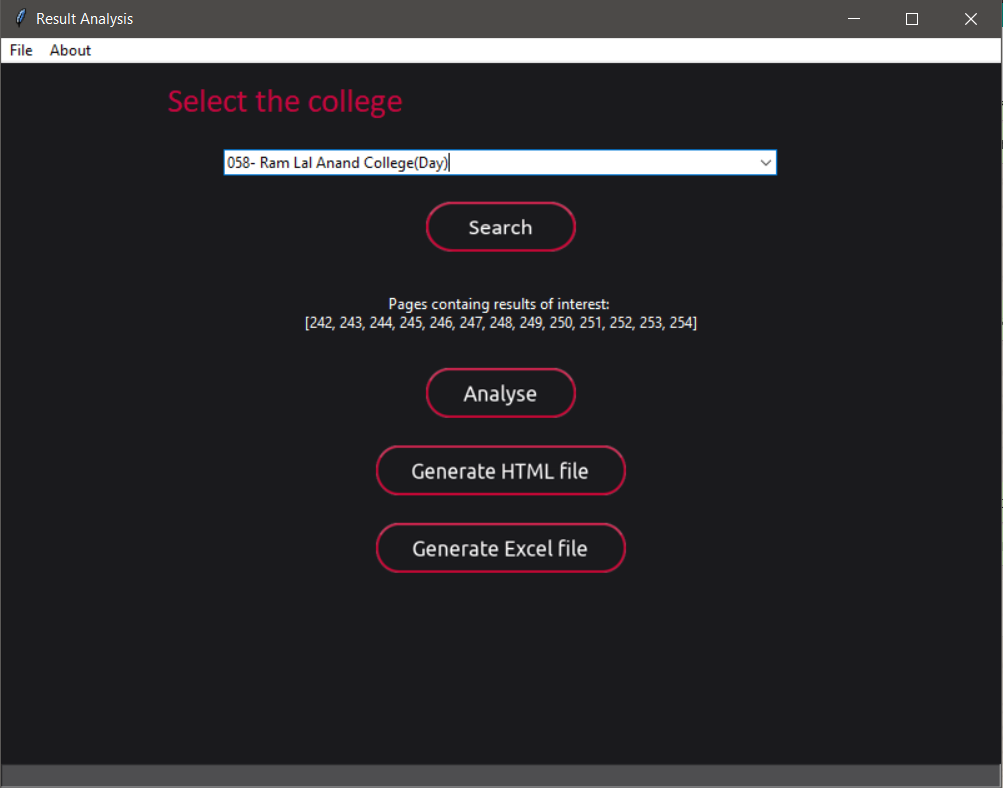 Result Analysis
File About
Select the college
058- Ram Lal Anand College(Day)
Search
Pages containg results of interest:
[242, 243, 244, 245, 246, 247, 248, 249, 250, 251, 252, 253, 254]
Analyse
Generate HTML file
Generate Excel file